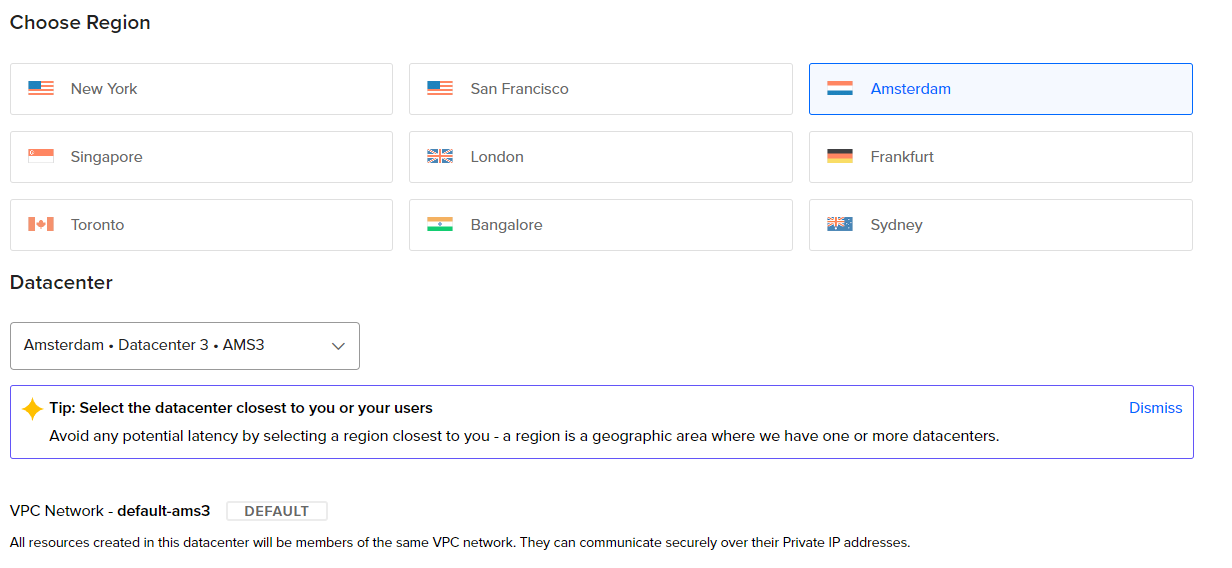 Choose Region
New York
San Francisco
Amsterdam
Singapore
London
Frankfurt
Toronto
Bangalore
Sydney
Datacenter
Amsterdam • Datacenter 3 • AMS3
Tip: Select the datacenter closest to you or your users
Dismiss
Avoid any potential latency by selecting a region closest to you - a region is a geographic area where we have one or more datacenters.
VPC Network - default-ams3 DEFAULT
All resources created in this datacenter will be members of the same VPC network. They can communicate securely over their Private IP addresses.